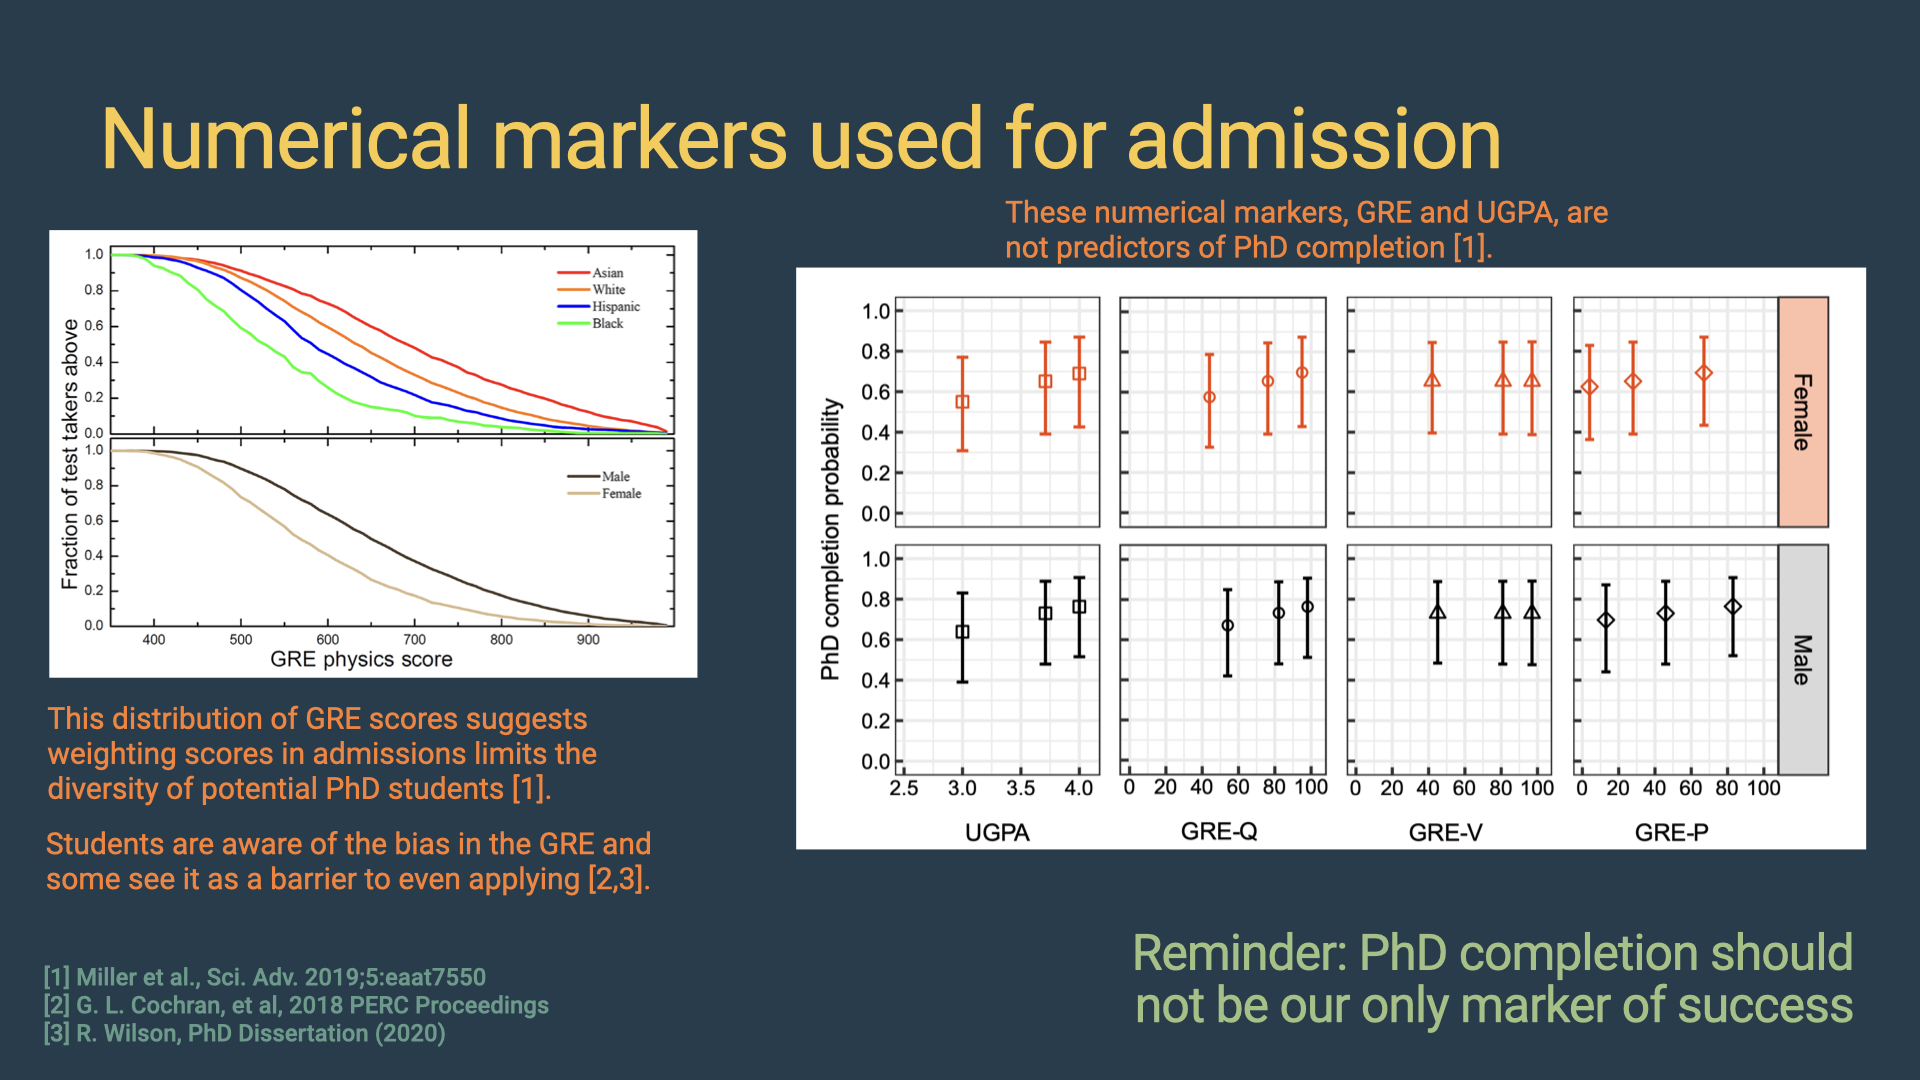 Numerical markers used for admission
These numerical markers, GRE and UGPA, are
not predictors of PhD completion [1].
Fraction of test takers above
1.0
0.8
0.6
0.4
0.2
0.0
Asian
White
Hispanic
Black
1.0
0.8
0.6
0.4
0.2
0.0
Male
Female
400 500 600 700 800 900
GRE physics score
This distribution of GRE scores suggests
weighting scores in admissions limits the
diversity of potential PhD students [1].
Students are aware of the bias in the GRE and
some see it as a barrier to even applying [2,3].
PhD completion probability
1.0
0.8
0.6
0.4
0.2
0.0
Female
1.0
0.8
0.6
0.4
0.2
0.0
Male
2.5 3.0 3.5 4.0 0 20 40 60 80 100 0 20 40 60 80 100 0 20 40 60 80 100
UGPA GRE-Q GRE-V GRE-P
Reminder: PhD completion should
not be our only marker of success
[1] Miller et al., Sci. Adv. 2019;5:eaat7550
[2] G. L. Cochran, et al, 2018 PERC Proceedings
[3] R. Wilson, PhD Dissertation (2020)